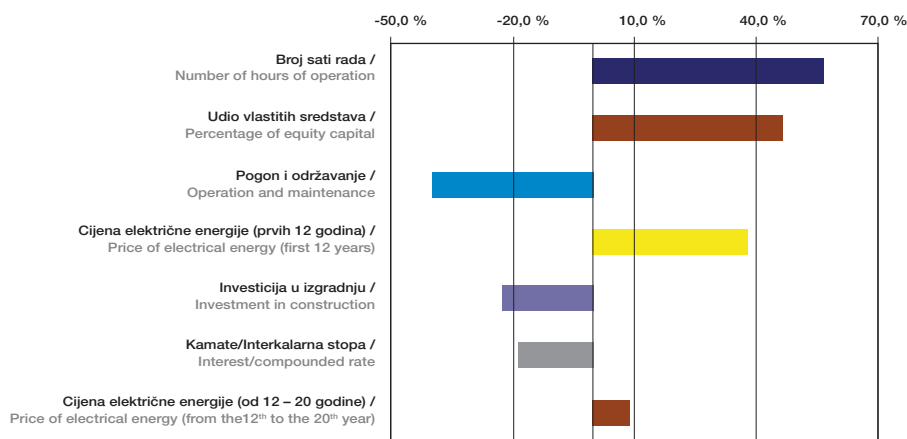 -50,0 % -20,0 % 10,0 % 40,0 % 70,0 %
Broj sati rada /
Number of hours of operation
Udio vlastitih sredstava /
Percentage of equity capital
Pogon i održavanje /
Operation and maintenance
Cijena električne energije (prvih 12 godina) /
Price of electrical energy (first 12 years)
Investicija u izgradnju /
Investment in construction
Kamate/Interkalarna stopa /
Interest/compounded rate
Cijena električne energije (od 12 – 20 godine) /
Price of electrical energy (from the12th to the 20th year)